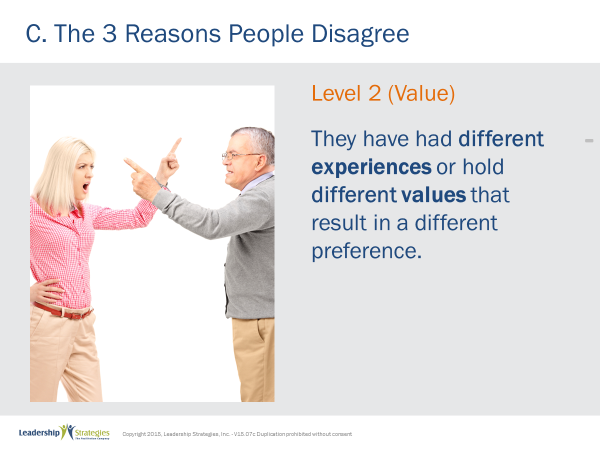 C. The 3 Reasons People Disagree
Level 2 (Value)
They have had different
experiences or hold
different values that
result in a different
preference.
Leadership Strategies
The Facilitation Company
Copyright 2015, Leadership Strategies, Inc. - V15.07c Duplication prohibited without consent